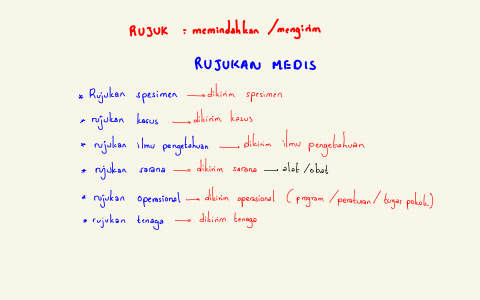 RUJUK : memindahkan / mengirim
RUJUKAN MEDIS
* Rujukan spesimen → dikirim spesimen
* rujukan kasus → dikirim kasus
* rujukan ilmu pengetahuan → dikirim ilmu pengetahuan
* rujukan sarana → dikirim sarana → alat / obat
* rujukan operasional → dikirim operasional ( program / peraturan / tugas pokok.)
* rujukan tenaga → dikirim tenaga